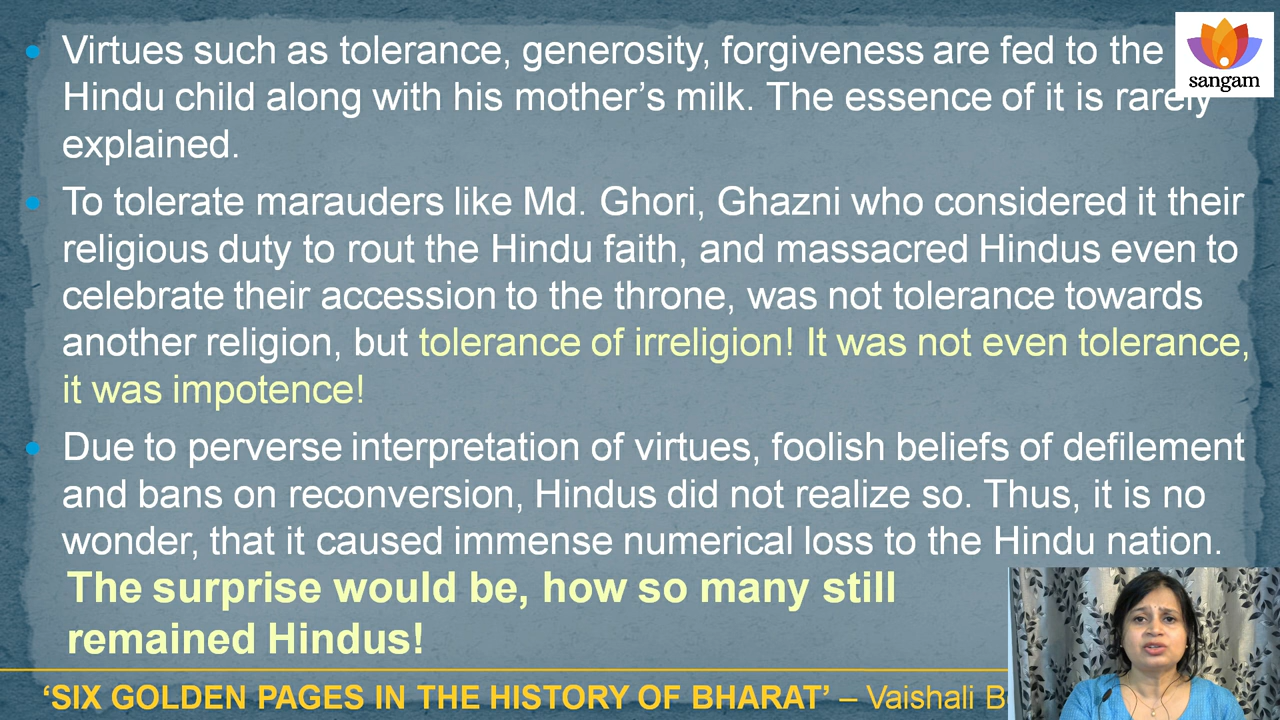 Virtues such as tolerance, generosity, forgiveness are fed to the
Hindu child along with his mother’s milk. The essence of it is rarely
explained.
To tolerate marauders like Md. Ghori, Ghazni who considered it their
religious duty to rout the Hindu faith, and massacred Hindus even to
celebrate their accession to the throne, was not tolerance towards
another religion, but tolerance of irreligion! It was not even tolerance,
it was impotence!
Due to perverse interpretation of virtues, foolish beliefs of defilement
and bans on reconversion, Hindus did not realize so. Thus, it is no
wonder, that it caused immense numerical loss to the Hindu nation.
The surprise would be, how so many still
remained Hindus!
‘SIX GOLDEN PAGES IN THE HISTORY OF BHARAT’ – Vaishali
sangam